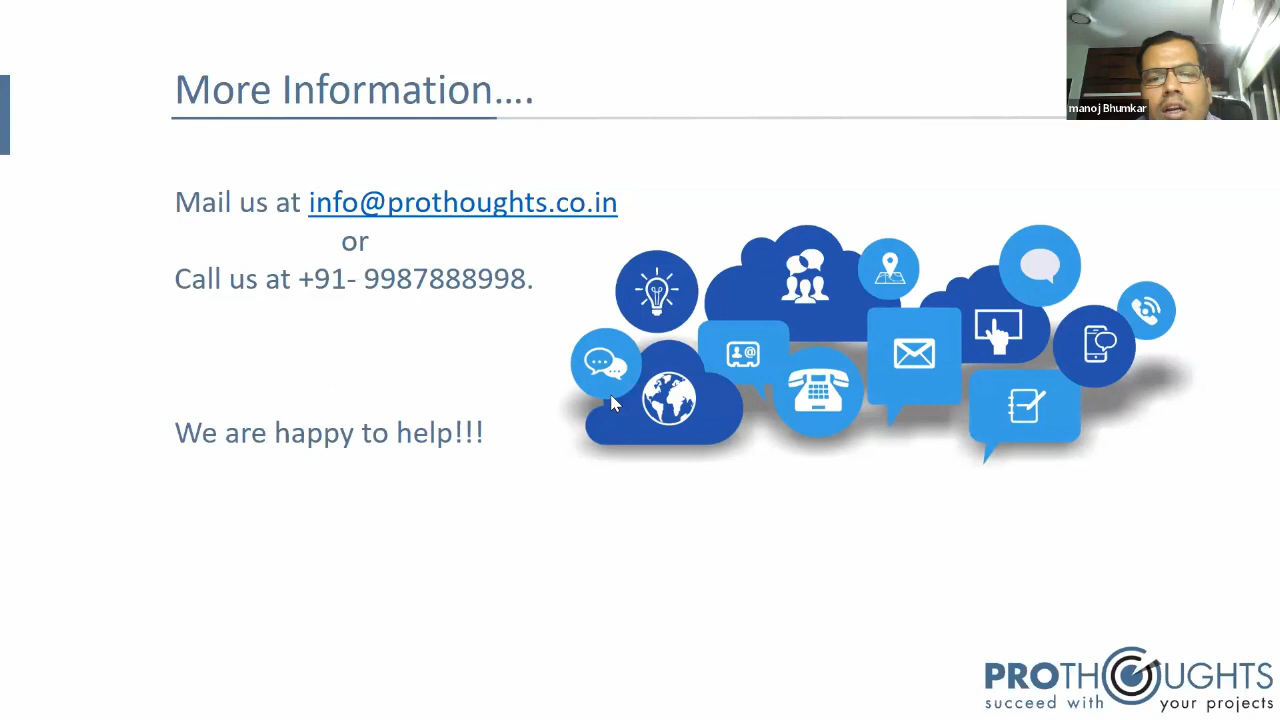 More Information....
manoj Bhumkar
Mail us at info@prothoughts.co.in
or
Call us at +91- 9987888998.
We are happy to help!!!
PROTHOUGHTS
succeed with your projects